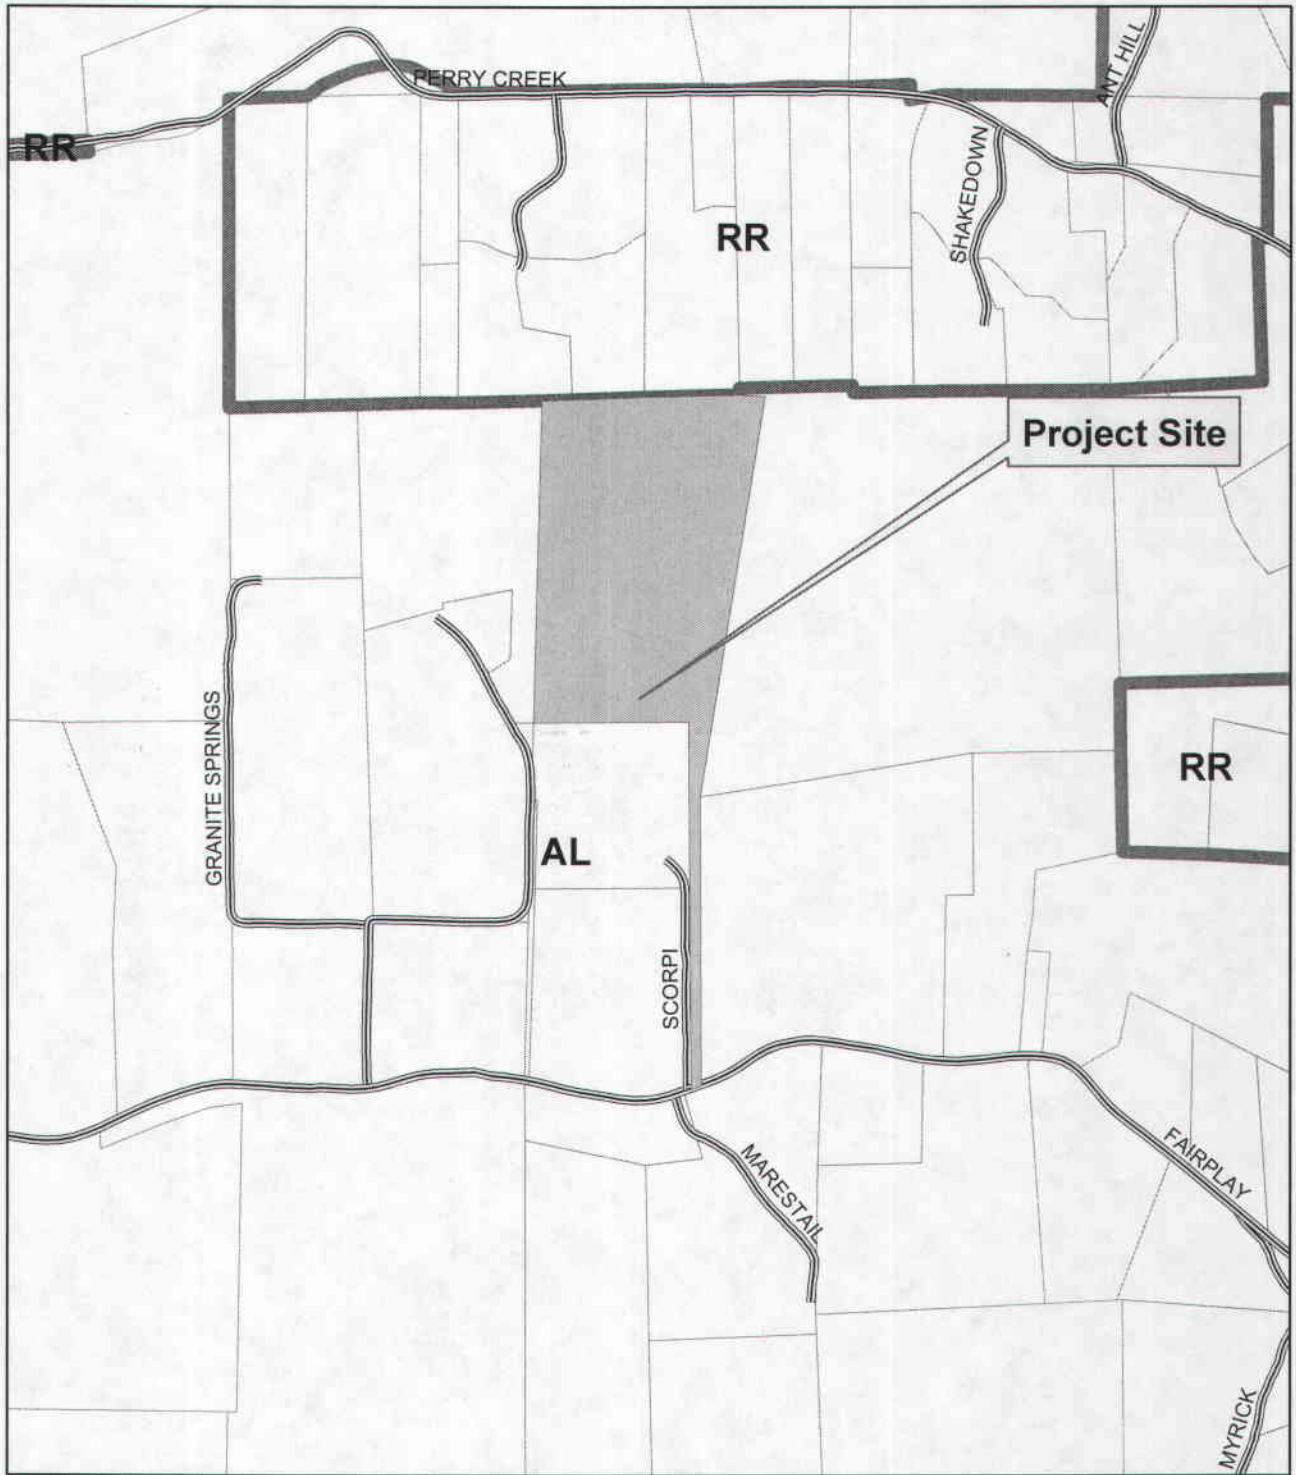 PERRY CREEK
ANT HILL
RR
SHAKEDOWN
RR
Project Site
GRANITE SPRINGS
RR
AL
SCORPI
MARESTAIL
FAIRPLAY
MYRICK